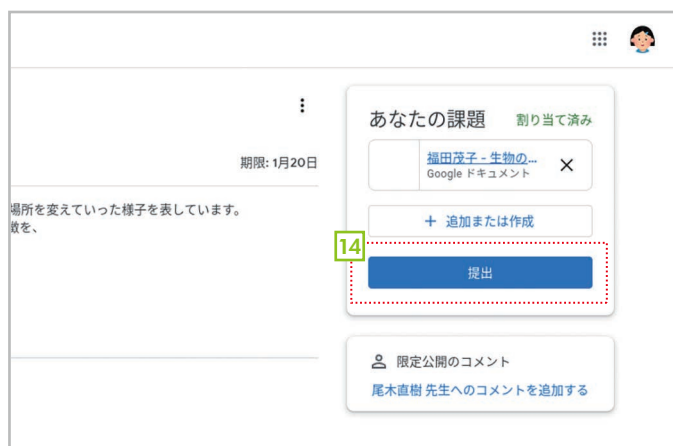 期限: 1月20日
場所を変えていった様子を表しています。
徴を、
あなたの課題 割り当て済み
福田茂子 - 生物の...
Google ドキュメント
+ 追加または作成
14
提出
限定公開のコメント
尾木直樹 先生へのコメントを追加する